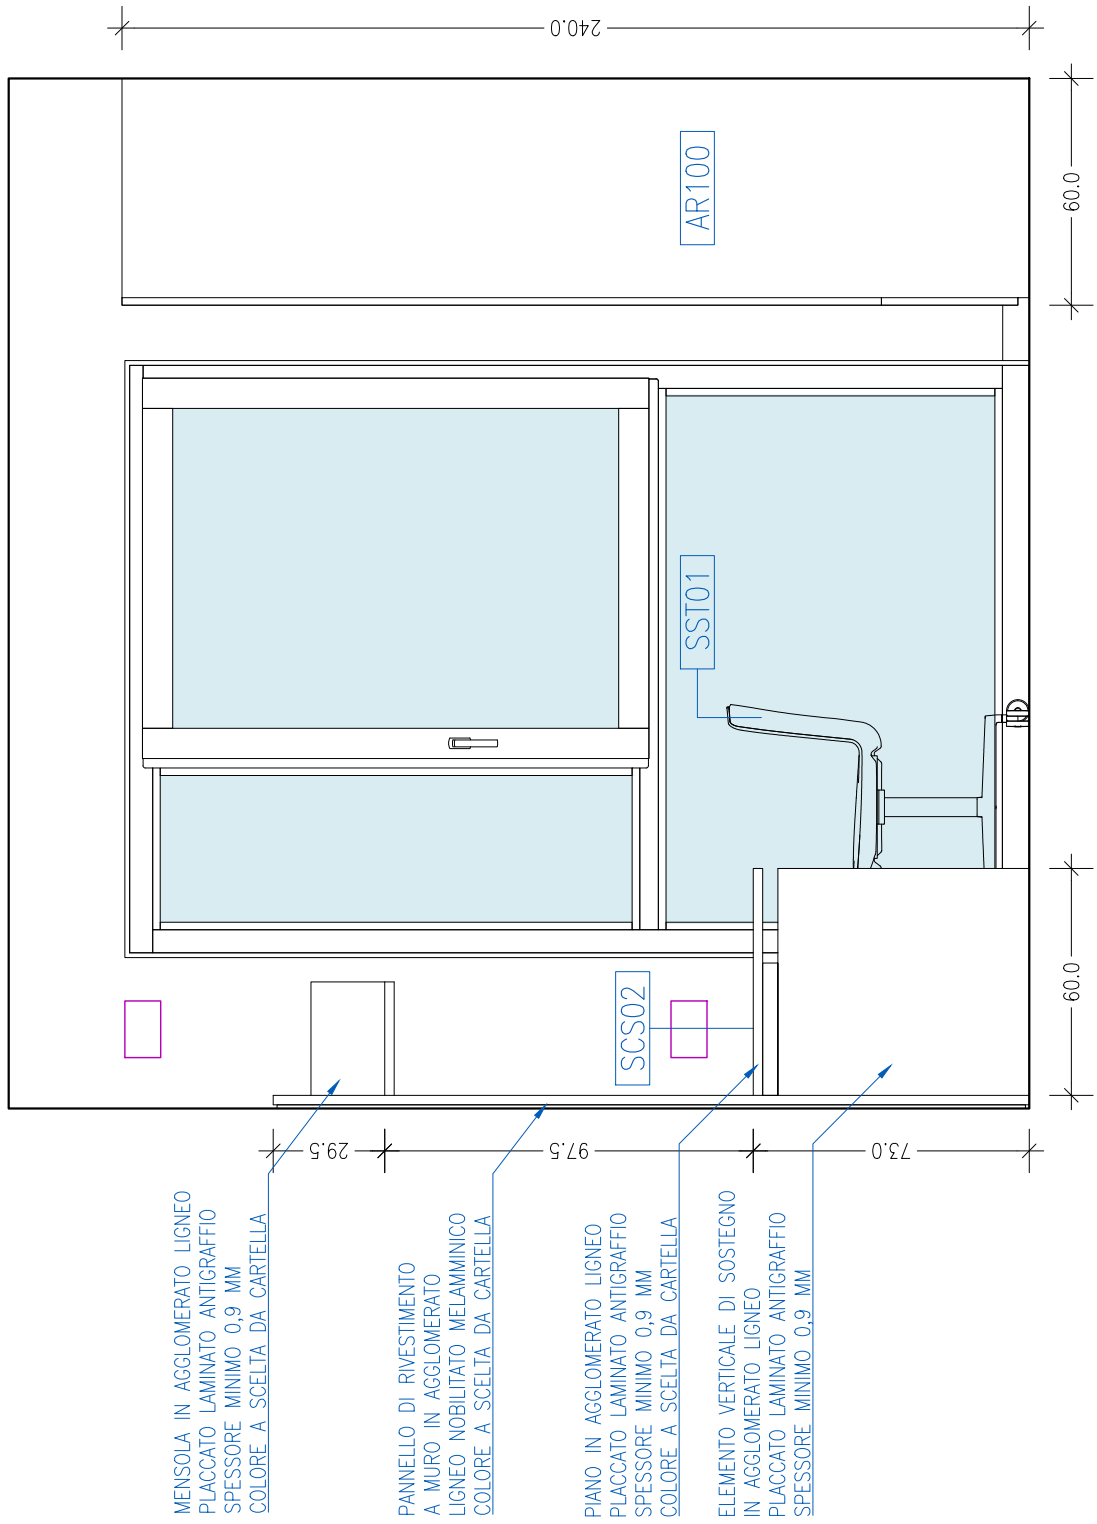 MENSOLA IN AGGLOMERATO LIGNEO
PLACCATO LAMINATO ANTIGRAFFIO
SPESSORE MINIMO 0,9 MM
COLORE A SCELTA DA CARTELLA
PANNELLO DI RIVESTIMENTO
A MURO IN AGGLOMERATO
LIGNEO NOBILITATO MELAMMINICO
COLORE A SCELTA DA CARTELLA
PIANO IN AGGLOMERATO LIGNEO
PLACCATO LAMINATO ANTIGRAFFIO
SPESSORE MINIMO 0,9 MM
COLORE A SCELTA DA CARTELLA
ELEMENTO VERTICALE DI SOSTEGNO
IN AGGLOMERATO LIGNEO
PLACCATO LAMINATO ANTIGRAFFIO
SPESSORE MINIMO 0,9 MM
29.5
97.5
73.0
SCS02
SST01
AR100
60.0
60.0
240.0